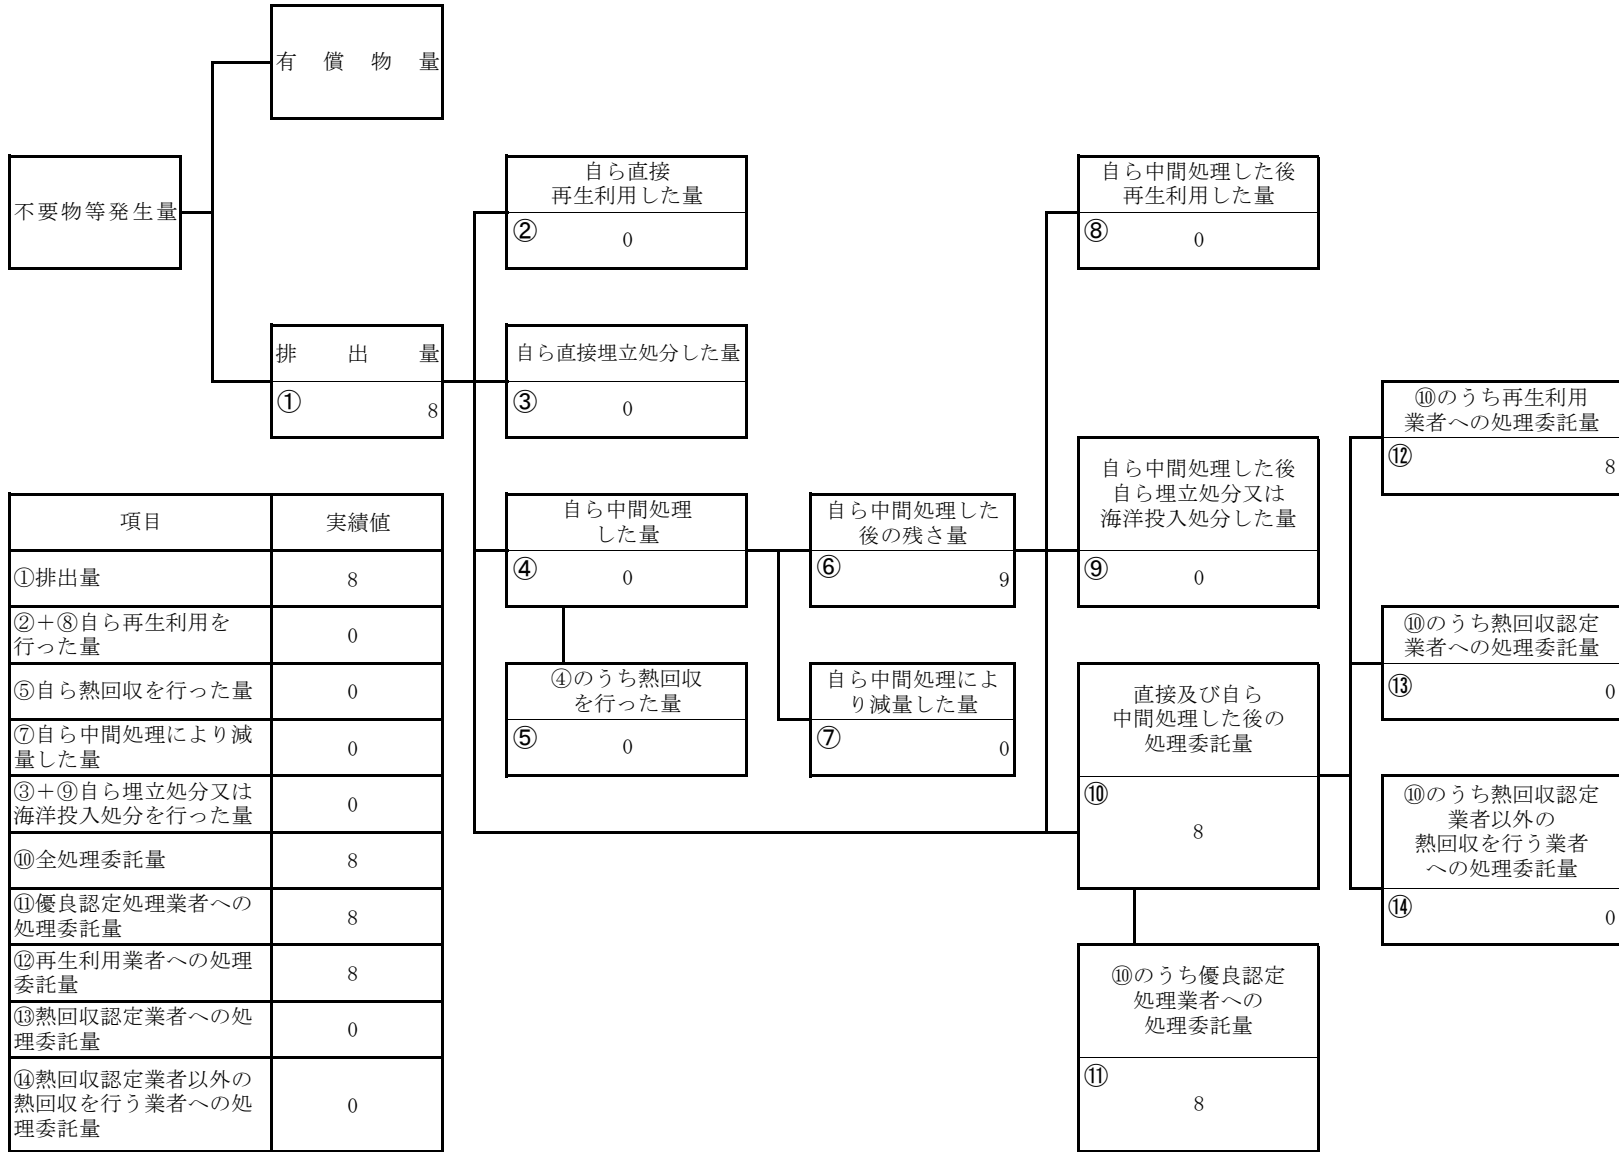 有償物量
不要物等発生量
自ら直接
再生利用した量
②
0
自ら中間処理した後
再生利用した量
⑧
0
排出量
①
8
自ら直接埋立処分した量
③
0
⑩のうち再生利用
業者への処理委託量
⑫
8
自ら中間処理
した量
④
0
自ら中間処理した
後の残さ量
⑥
9
自ら中間処理した後
自ら埋立処分又は
海洋投入処分した量
⑨
0
⑩のうち熱回収認定
業者への処理委託量
⑬
0
④のうち熱回収
を行った量
⑤
0
自ら中間処理によ
り減量した量
⑦
0
直接及び自ら
中間処理した後の
処理委託量
⑩
8
⑩のうち熱回収認定
業者以外の
熱回収を行う業者
への処理委託量
⑭
0
⑩のうち優良認定
処理業者への
処理委託量
⑪
8
項目 実績値
①排出量 8
②＋⑧自ら再生利用を
行った量 0
⑤自ら熱回収を行った量 0
⑦自ら中間処理により減
量した量 0
③＋⑨自ら埋立処分又は
海洋投入処分を行った量 0
⑩全処理委託量 8
⑪優良認定処理業者への
処理委託量 8
⑫再生利用業者への処理
委託量 8
⑬熱回収認定業者への処
理委託量 0
⑭熱回収認定業者以外の
熱回収を行う業者への処
理委託量 0